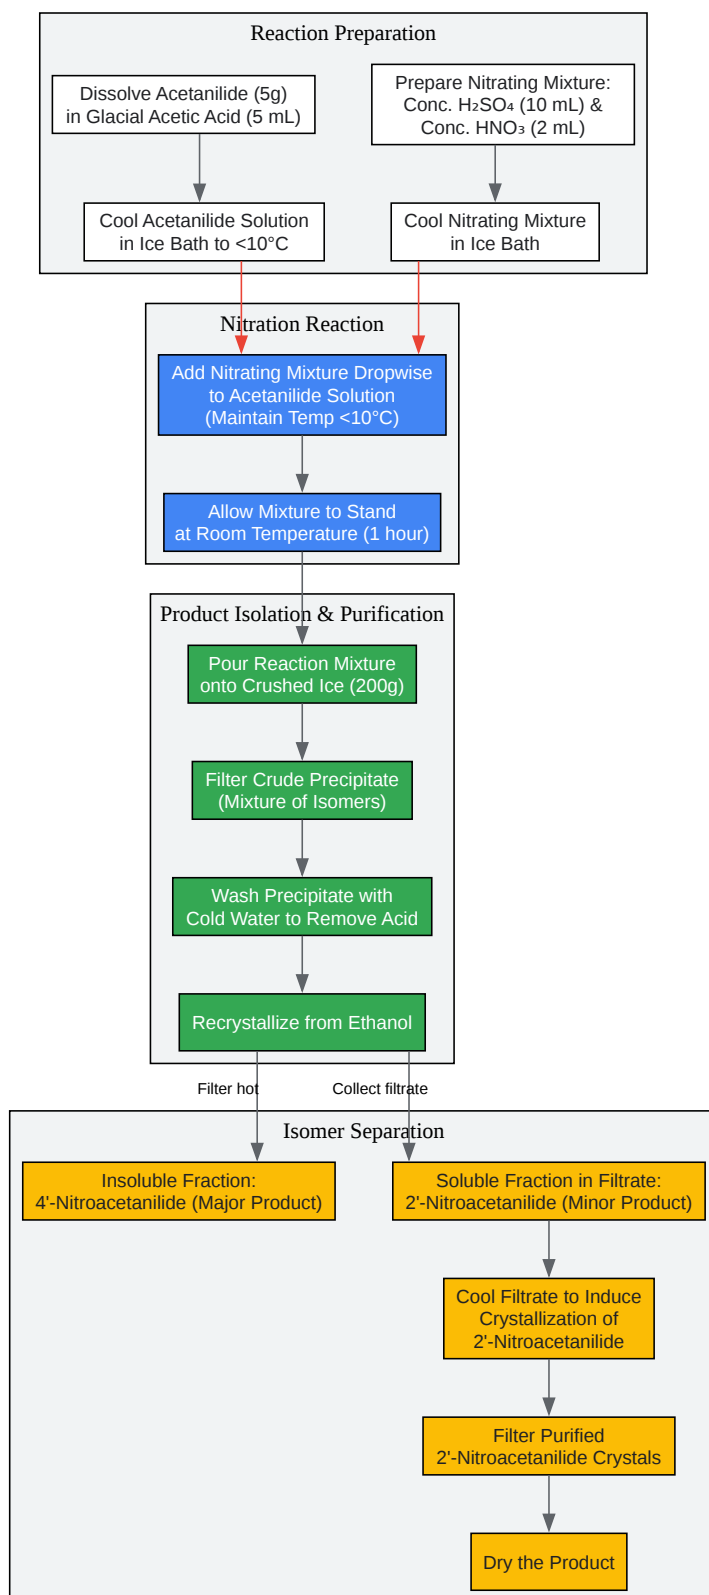 Reaction Preparation
Dissolve Acetanilide (5g)
in Glacial Acetic Acid (5 mL)
Prepare Nitrating Mixture:
Conc. H₂SO₄ (10 mL) &
Conc. HNO₃ (2 mL)
Cool Acetanilide Solution
in Ice Bath to <10°C
Cool Nitrating Mixture
in Ice Bath
Nitration Reaction
Add Nitrating Mixture Dropwise
to Acetanilide Solution
(Maintain Temp <10°C)
Allow Mixture to Stand
at Room Temperature (1 hour)
Product Isolation & Purification
Pour Reaction Mixture
onto Crushed Ice (200g)
Filter Crude Precipitate
(Mixture of Isomers)
Wash Precipitate with
Cold Water to Remove Acid
Recrystallize from Ethanol
Filter hot
Collect filtrate
Isomer Separation
Insoluble Fraction:
4'-Nitroacetanilide (Major Product)
Soluble Fraction in Filtrate:
2'-Nitroacetanilide (Minor Product)
Cool Filtrate to Induce
Crystallization of
2'-Nitroacetanilide
Filter Purified
2'-Nitroacetanilide Crystals
Dry the Product